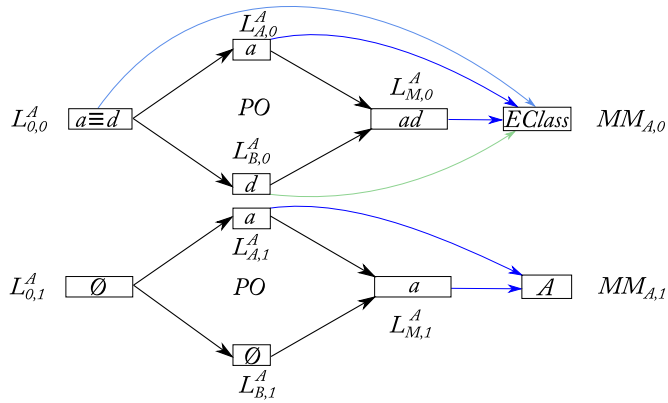 L^A_{A,0}
a
L^A_{M,0}
L^A_{0,0} a≡d PO ad EClass MM_{A,0}
L^A_{B,0}
d
a
L^A_{A,1}
L^A_{0,1} Ø PO a A MM_{A,1}
L^A_{M,1}
Ø
L^A_{B,1}